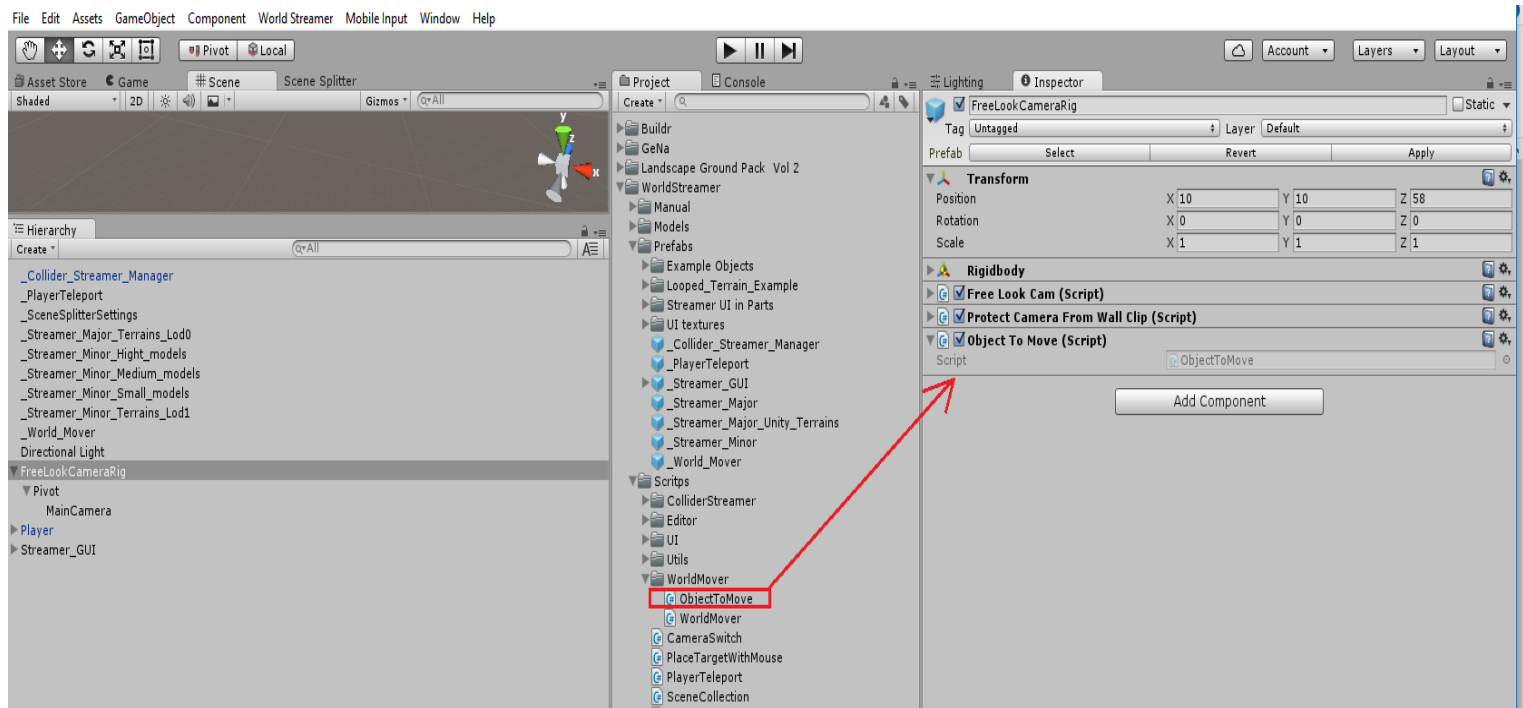 File Edit Assets GameObject Component World Streamer Mobile Input Window Help
Pivot Local Account Layers Layout
Asset Store Game Scene Scene Splitter
Shaded 2D Gizmos All
y
z
x
Hierarchy
Create All
_Collider_Streamer_Manager
_PlayerTeleport
_SceneSplitterSettings
_Streamer_Major_Terrains_Lod0
_Streamer_Minor_Hight_models
_Streamer_Minor_Medium_models
_Streamer_Minor_Small_models
_Streamer_Minor_Terrains_Lod1
_World_Mover
Directional Light
FreeLookCameraRig
Pivot
MainCamera
Player
Streamer_GUI
Project Console
Create
Buildr
GeNa
Landscape Ground Pack Vol 2
WorldStreamer
Manual
Models
Prefabs
Example Objects
Looped_Terrain_Example
Streamer UI in Parts
UI textures
_Collider_Streamer_Manager
_PlayerTeleport
_Streamer_GUI
_Streamer_Major
_Streamer_Major_Unity_Terrains
_Streamer_Minor
_World_Mover
Scritps
ColliderStreamer
Editor
UI
Utils
WorldMover
ObjectToMove
WorldMover
CameraSwitch
PlaceTargetWithMouse
PlayerTeleport
SceneCollection
Lighting Inspector
FreeLookCameraRig Static
Tag Untagged Layer Default
Prefab Select Revert Apply
Transform
Position X 10 Y 10 Z 58
Rotation X 0 Y 0 Z 0
Scale X 1 Y 1 Z 1
Rigidbody
Free Look Cam (Script)
Protect Camera From Wall Clip (Script)
Object To Move (Script)
Script ObjectToMove
Add Component